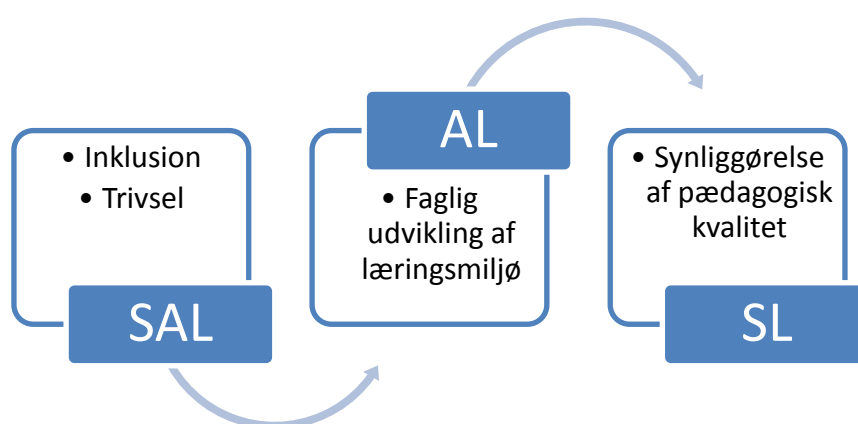 • Inklusion
• Trivsel
SAL
AL
• Faglig
udvikling af
læringsmiljø
• Synliggørelse
af pædagogisk
kvalitet
SL